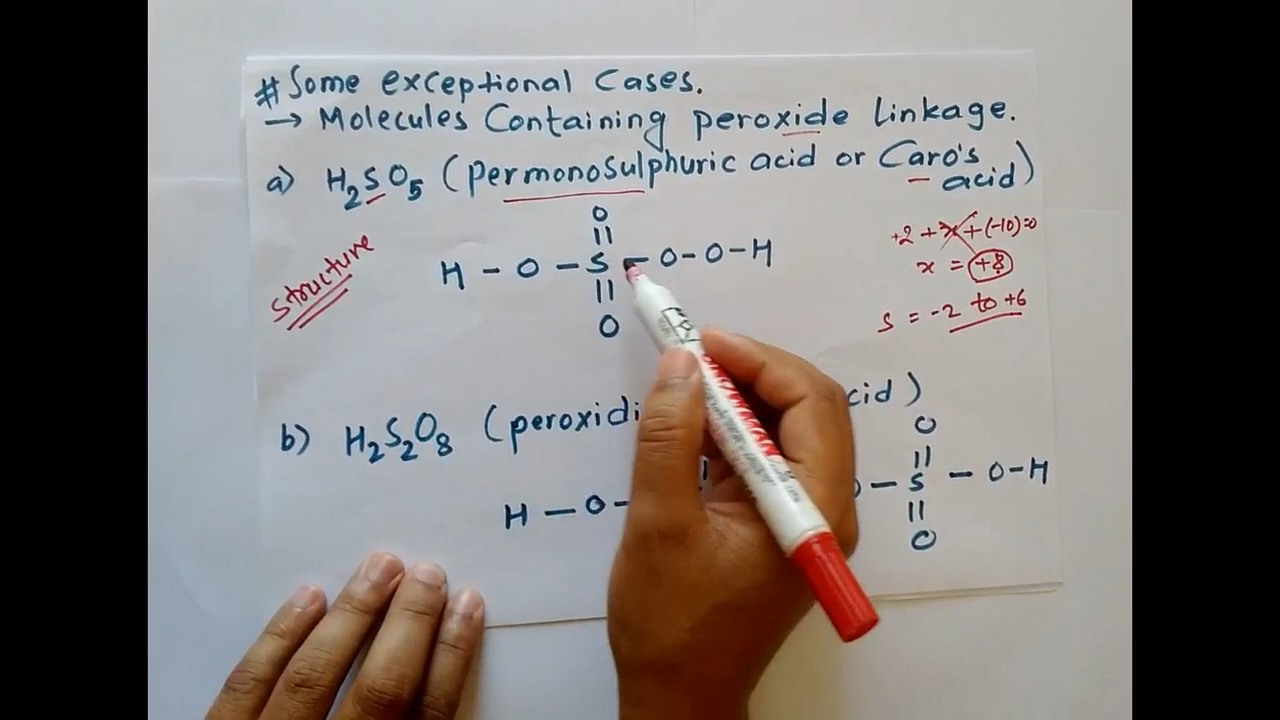 # Some exceptional Cases.
→ Molecules Containing peroxide linkage.
a) H₂SO₅ (permonosulphuric acid or Caro's acid)
Structure
O
||
H - O - S - O - O - H
||
O
+2 + x + (-10) = 0
x = +8
S = -2 to +6
b) H₂S₂O₈ (peroxidi cid)
O
||
H - O - - S - O - H
||
O